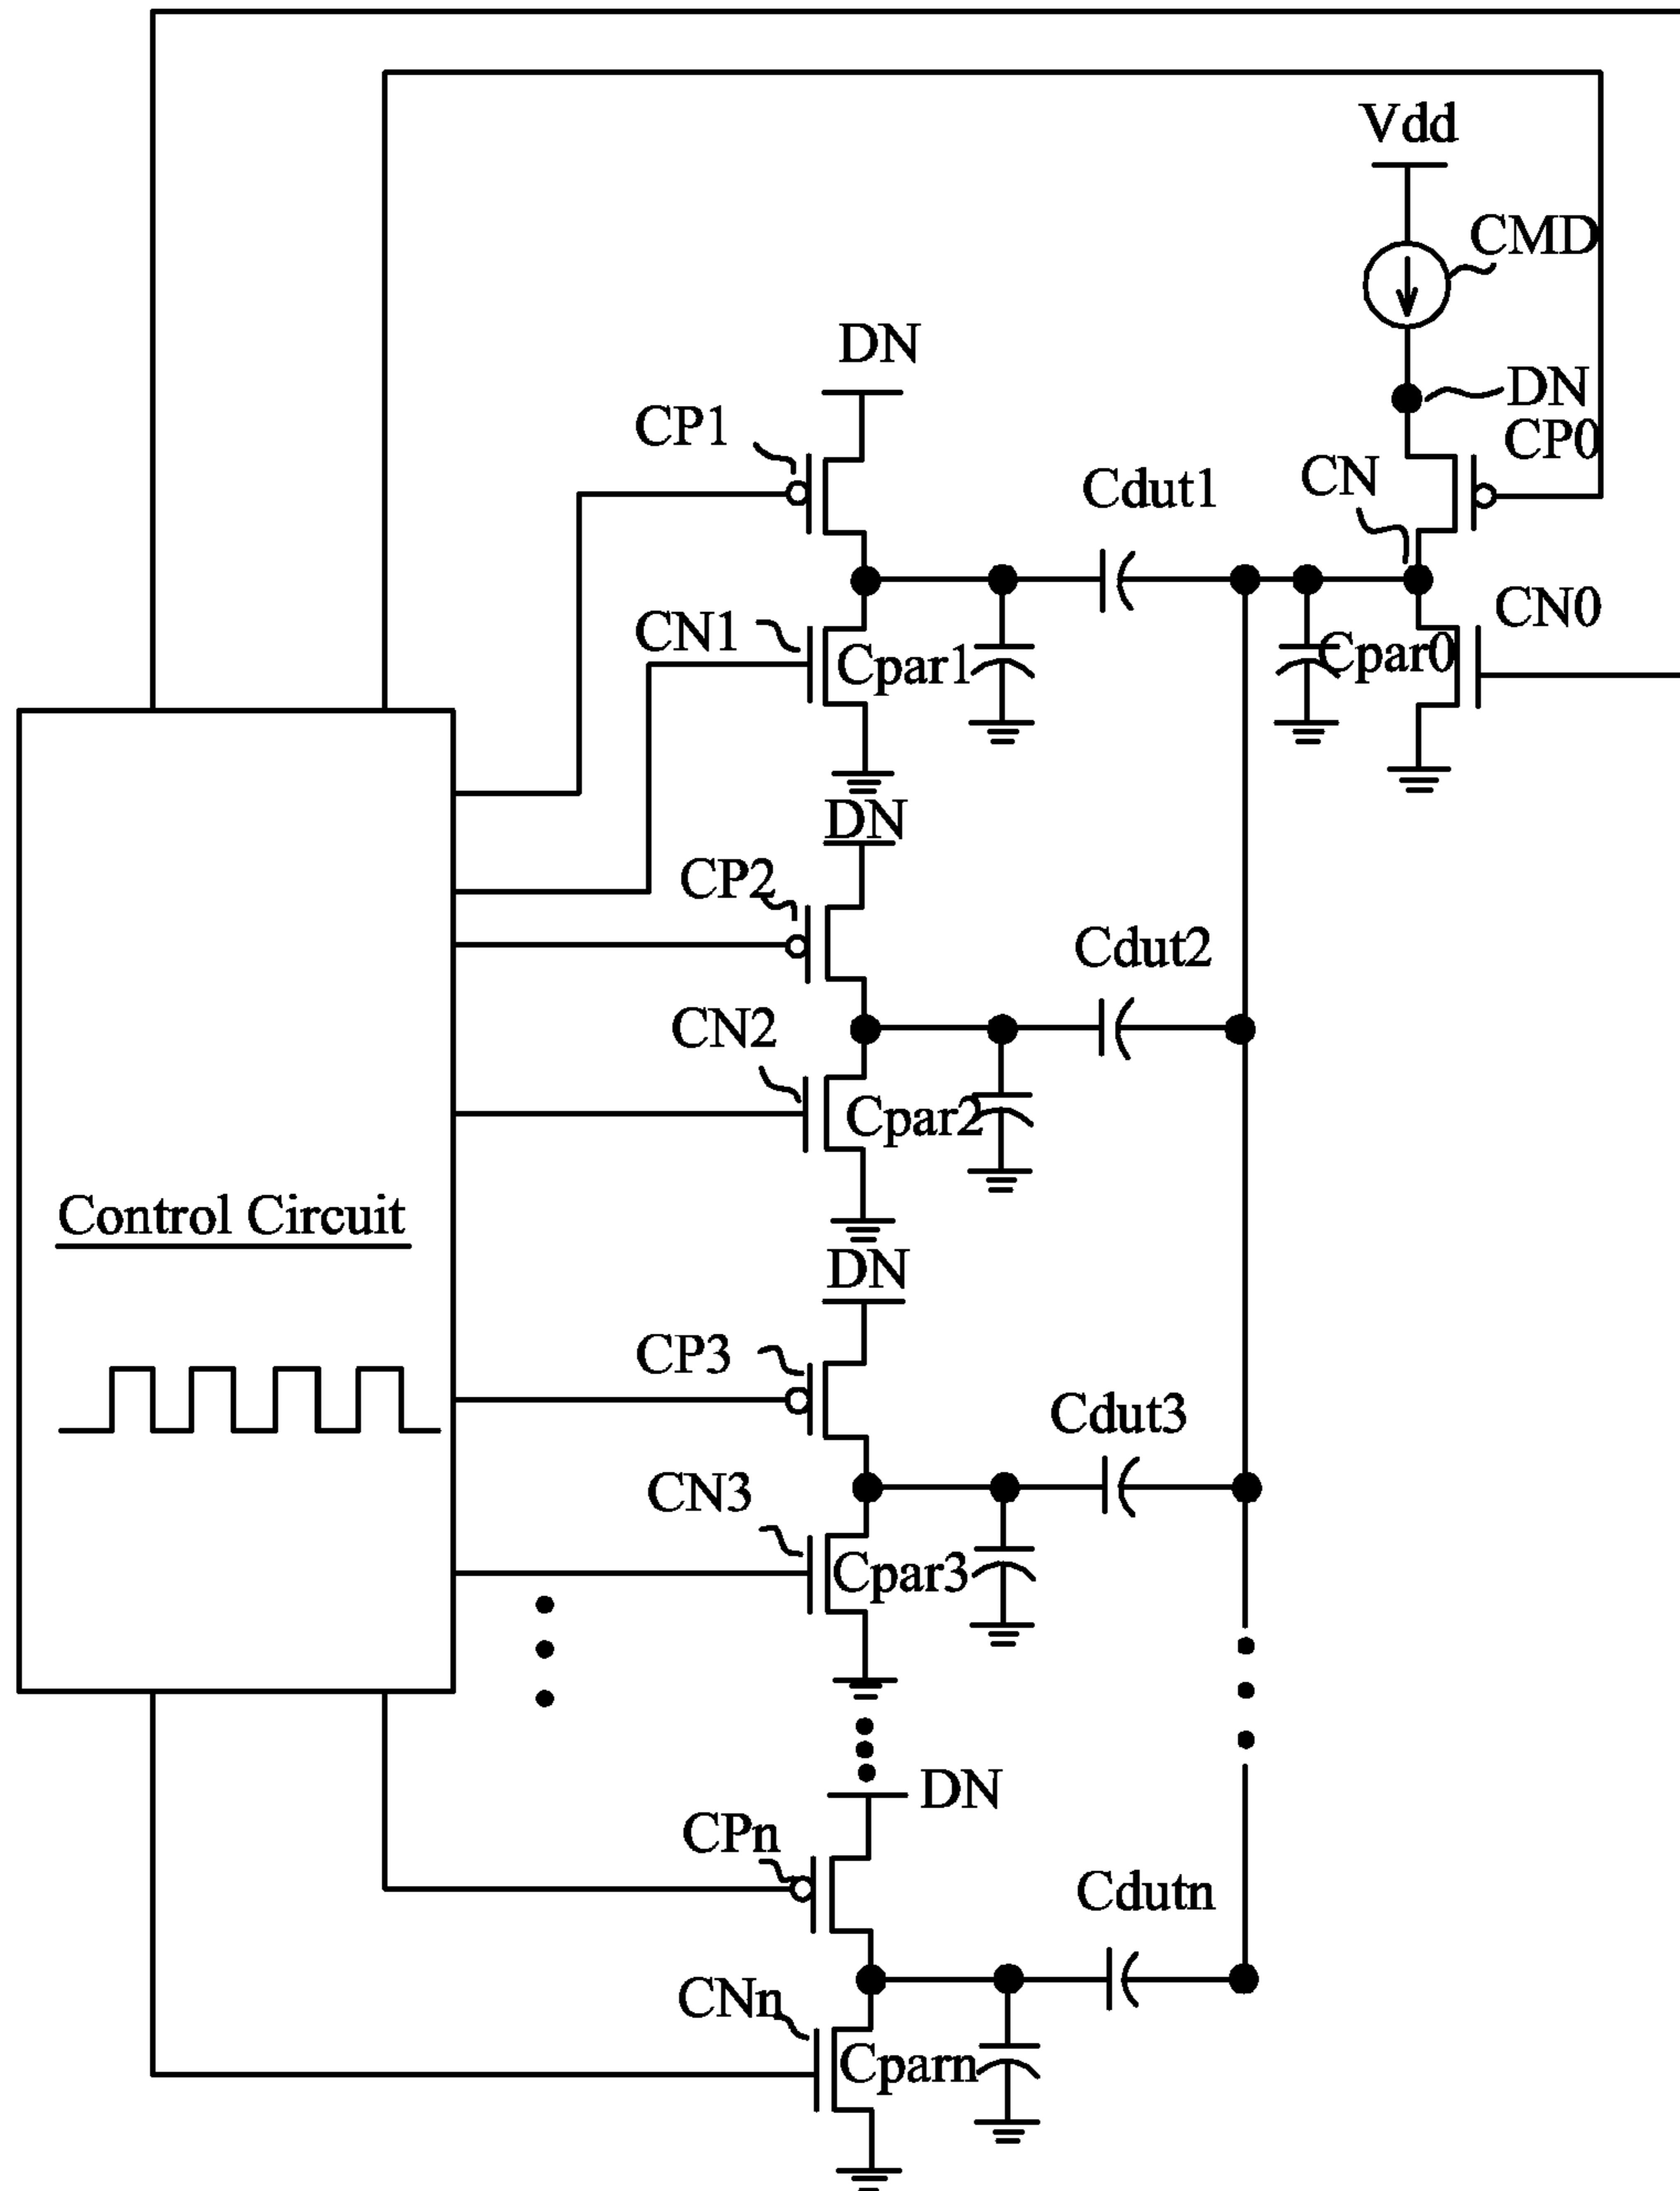 Vdd
CMD
DN
DN
CP0
CP1
CN
Cdut1
CN1
Cpar1
Cpar0
CN0
DN
CP2
Cdut2
CN2
Cpar2
Control Circuit
DN
CP3
Cdut3
CN3
Cpar3
DN
CPn
Cdutn
CNn
Cparn